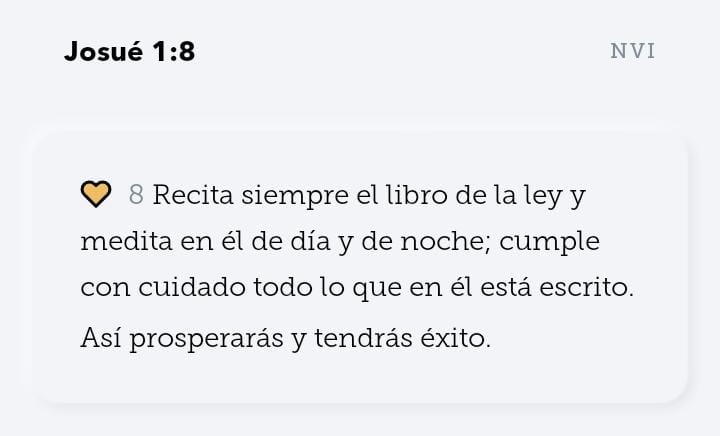 Josué 1:8
NVI
8 Recita siempre el libro de la ley y
medita en él de día y de noche; cumple
con cuidado todo lo que en él está escrito.
Así prosperarás y tendrás éxito.